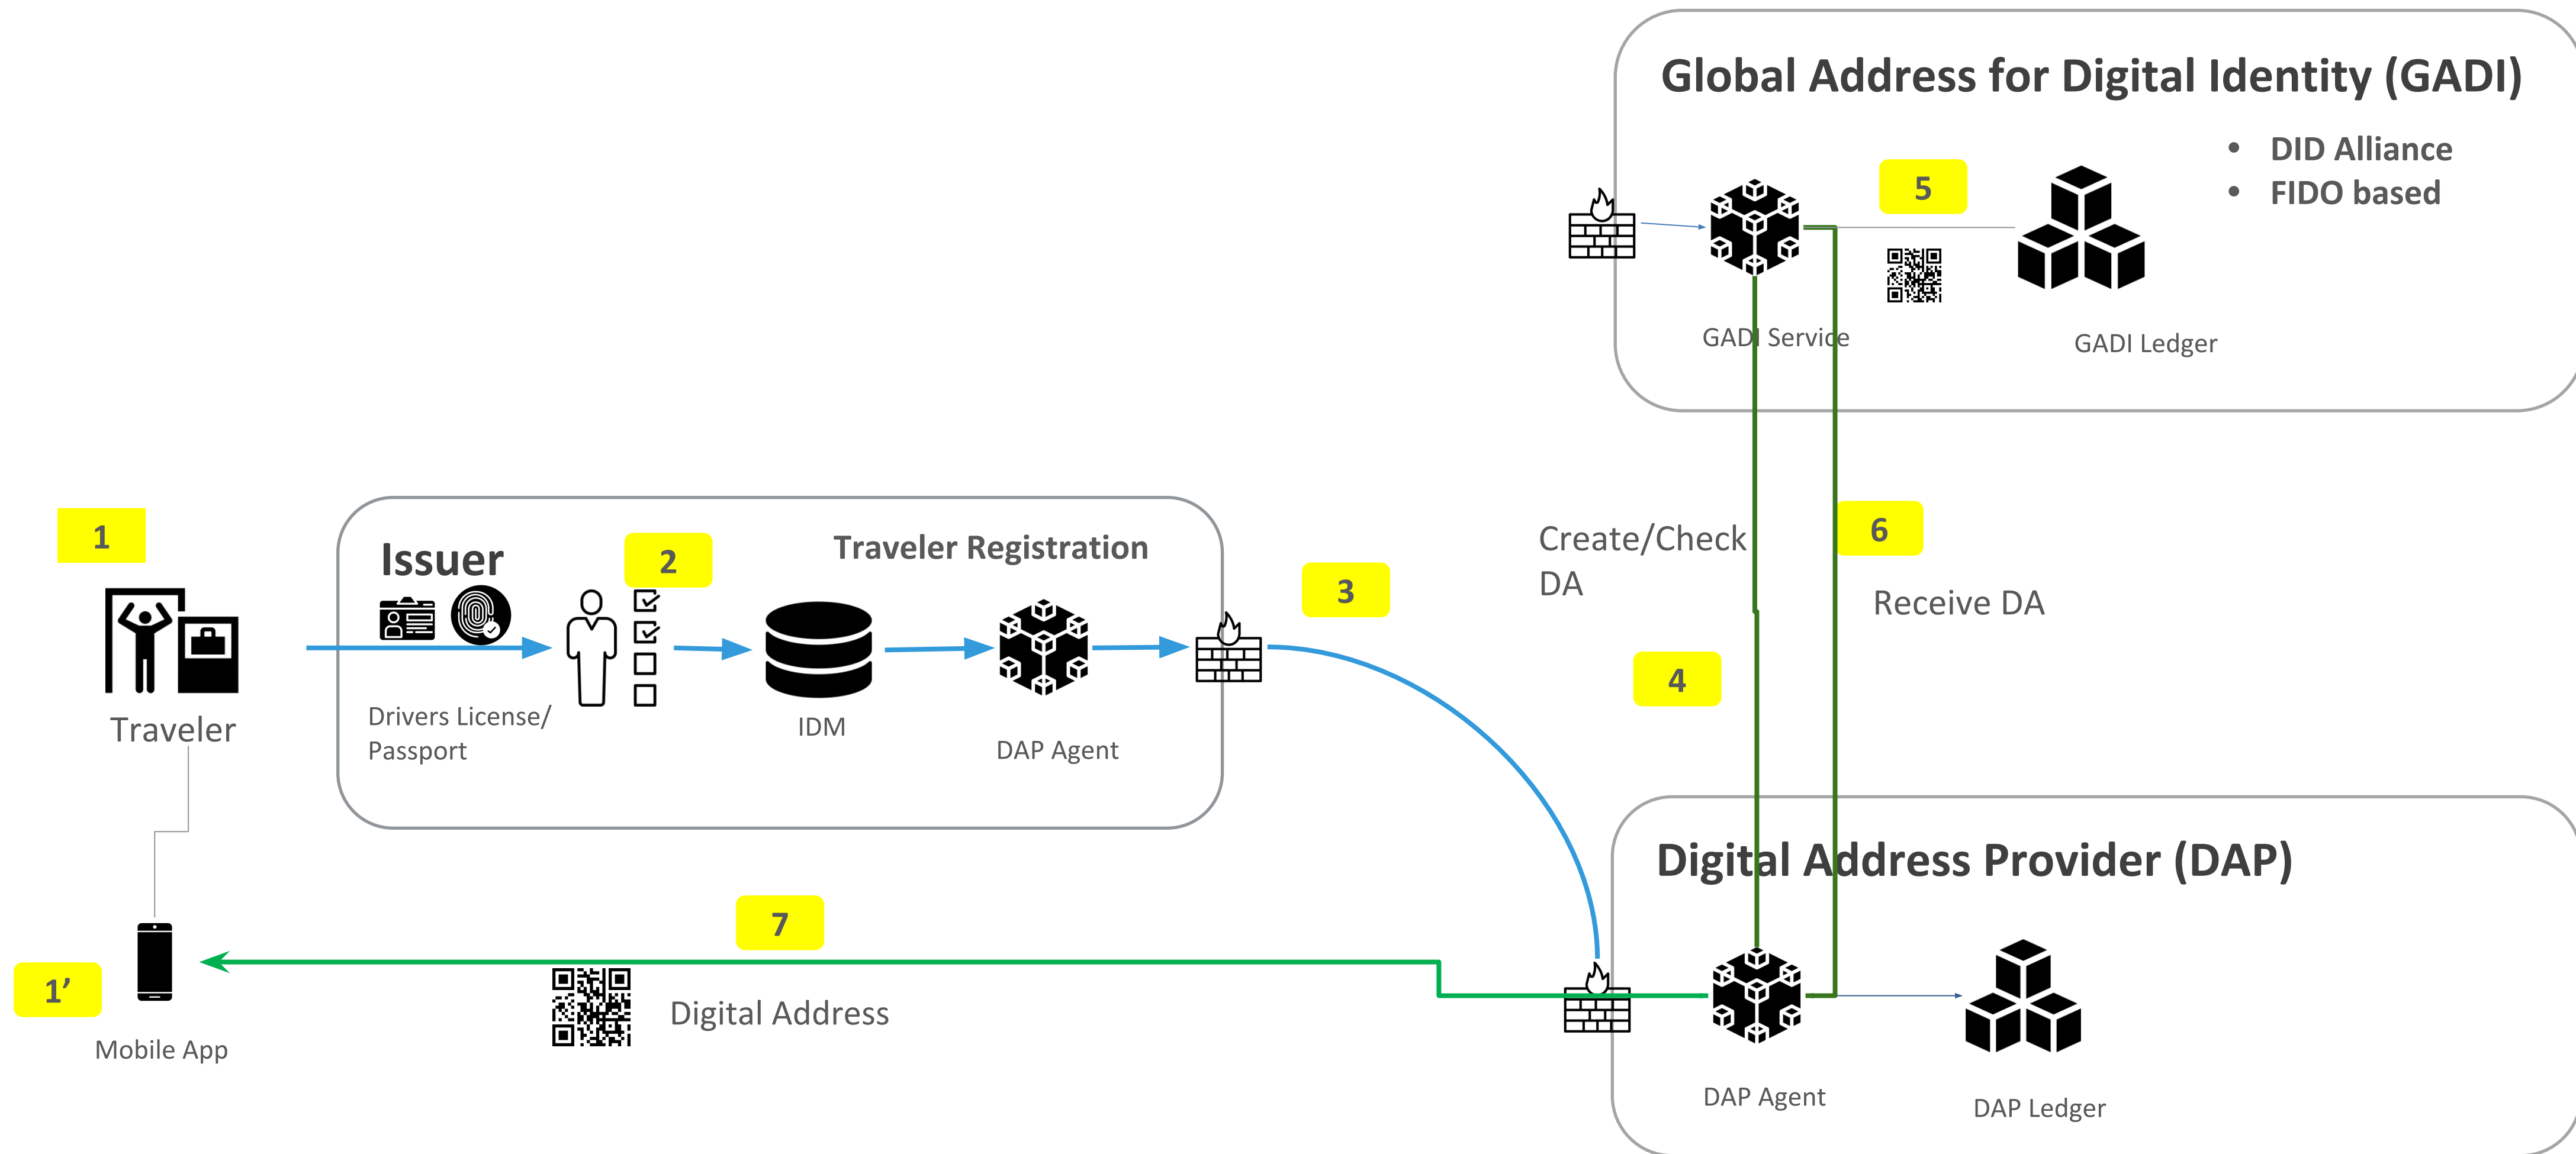 Global Address for Digital Identity (GADI)
• DID Alliance
• FIDO based
5
GADI Service
GADI Ledger
1
Traveler
Issuer
2
Traveler Registration
Drivers License/
Passport
IDM
DAP Agent
3
Create/Check
DA
4
6
Receive DA
1’
Mobile App
7
Digital Address
Digital Address Provider (DAP)
DAP Agent
DAP Ledger